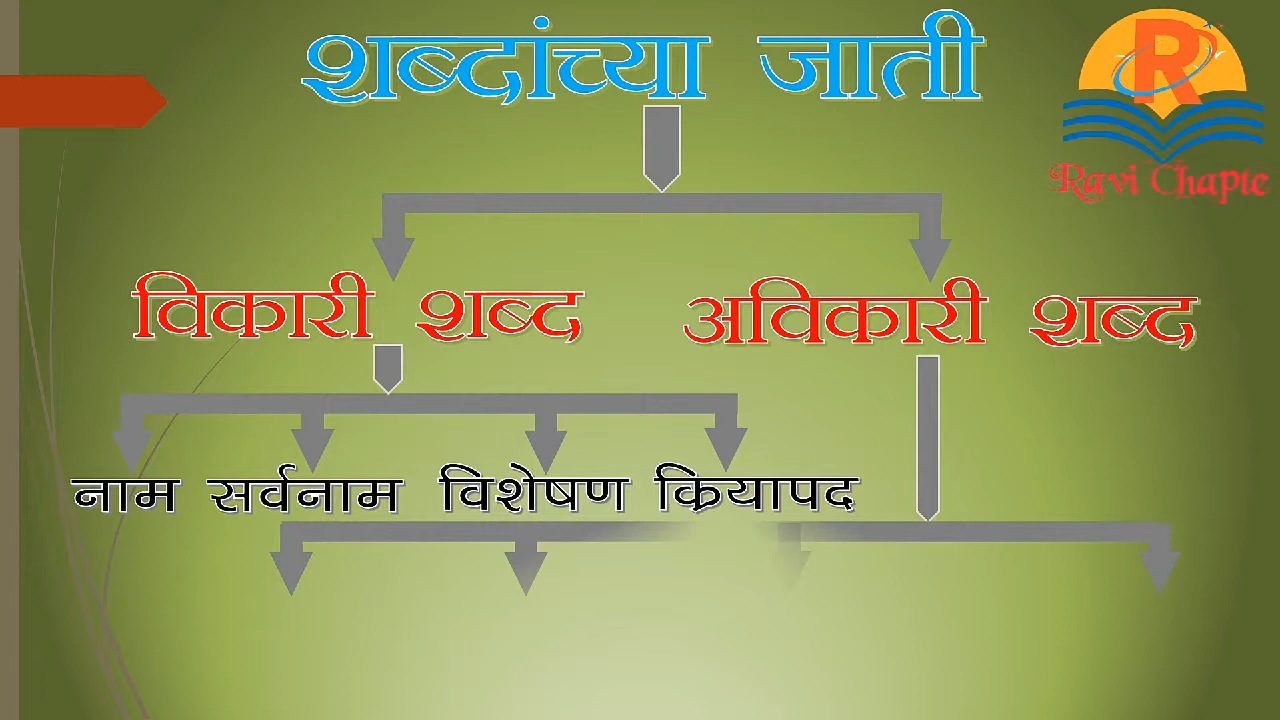 शब्दांच्या जाती
R
Ravi Chapte
विकारी शब्द अविकारी शब्द
नाम सर्वनाम विशेषण क्रियापद